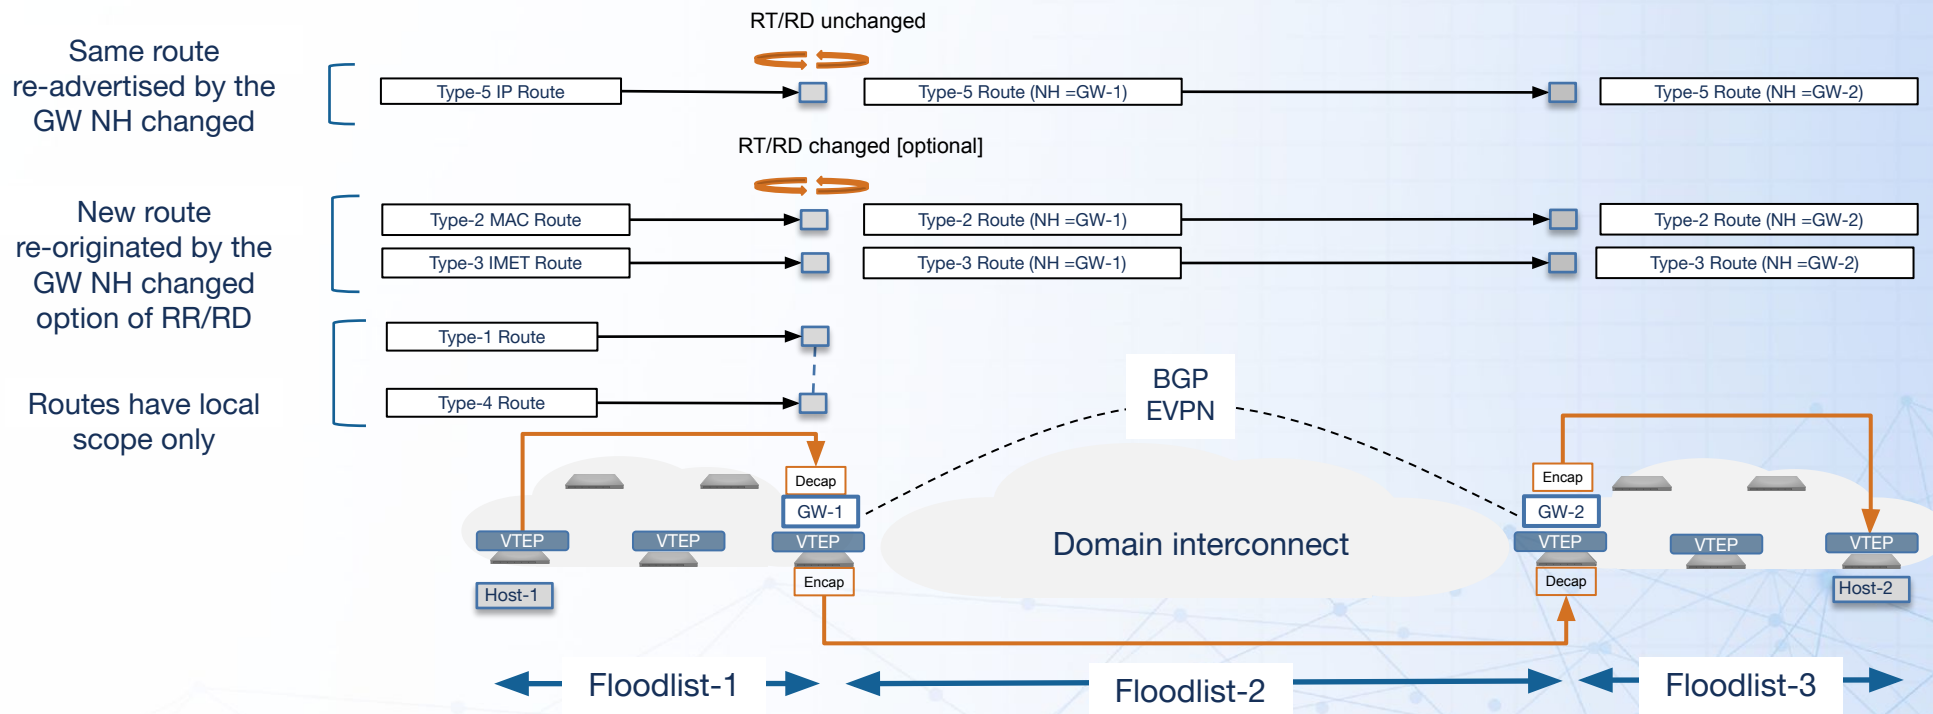 RT/RD unchanged
Same route
re-advertised by the
GW NH changed
Type-5 IP Route
Type-5 Route (NH =GW-1)
Type-5 Route (NH =GW-2)
RT/RD changed [optional]
New route
re-originated by the
GW NH changed
option of RR/RD
Type-2 MAC Route
Type-2 Route (NH =GW-1)
Type-2 Route (NH =GW-2)
Type-3 IMET Route
Type-3 Route (NH =GW-1)
Type-3 Route (NH =GW-2)
Type-1 Route
Routes have local
scope only
Type-4 Route
BGP
EVPN
Decap
GW-1
VTEP
VTEP
VTEP
Encap
Host-1
Domain interconnect
Encap
GW-2
VTEP
VTEP
VTEP
Decap
Host-2
Floodlist-1
Floodlist-2
Floodlist-3